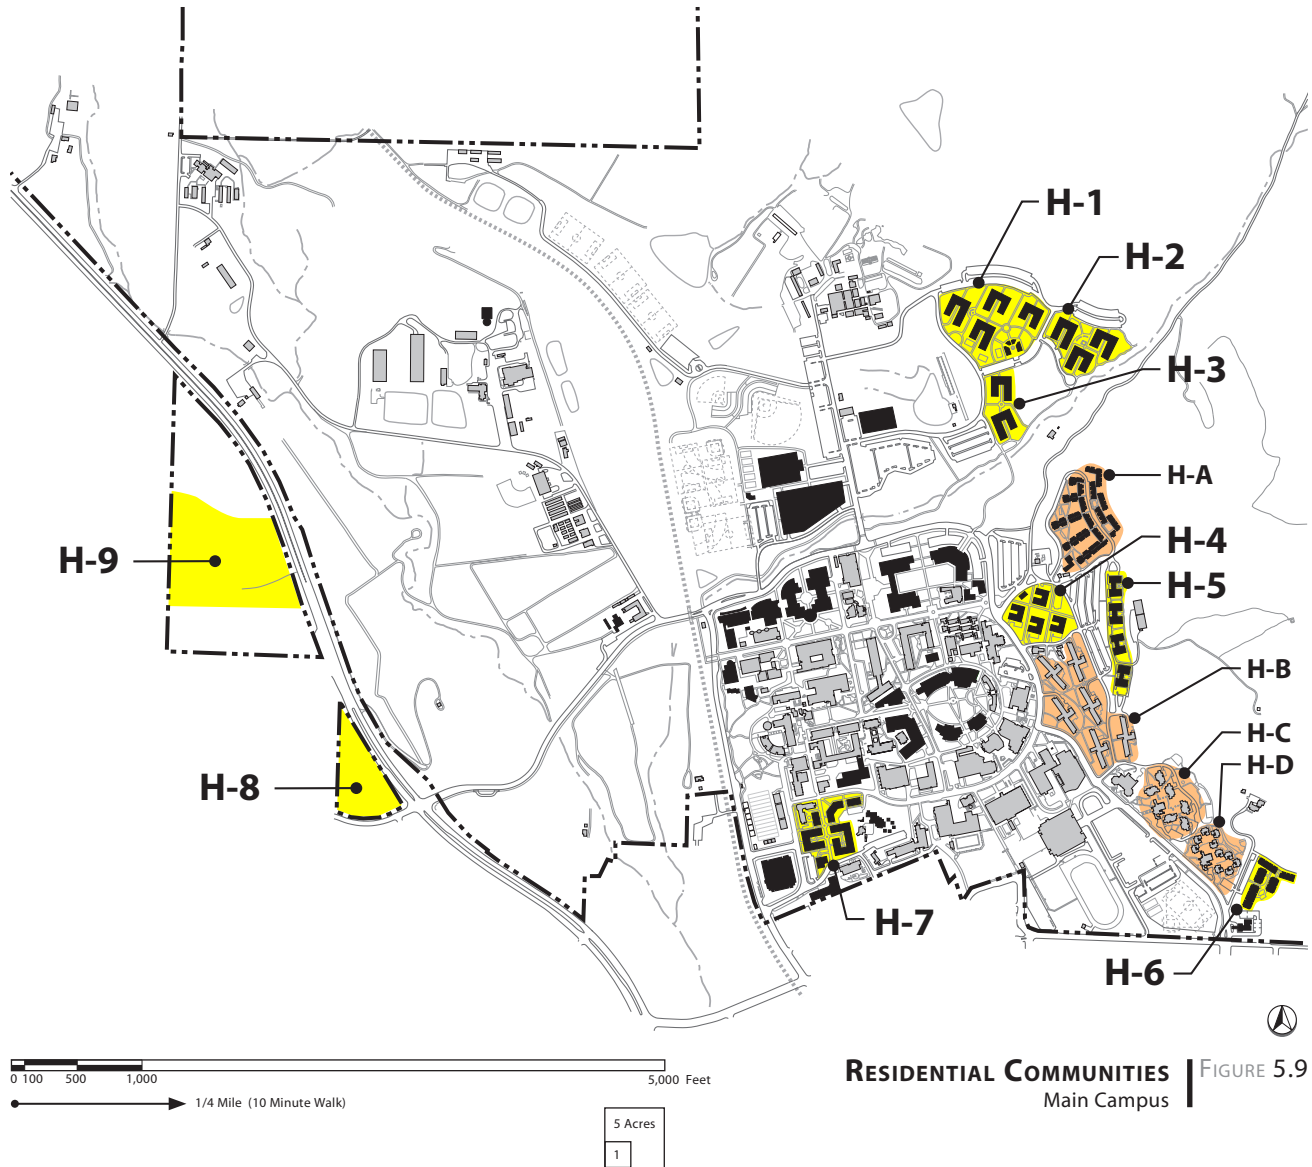 H-1
H-2
H-3
H-A
H-4
H-5
H-9
H-B
H-C
H-D
H-8
H-7
H-6
0 100 500 1,000 5,000 Feet
1/4 Mile (10 Minute Walk)
RESIDENTIAL COMMUNITIES FIGURE 5.9
Main Campus
5 Acres
1